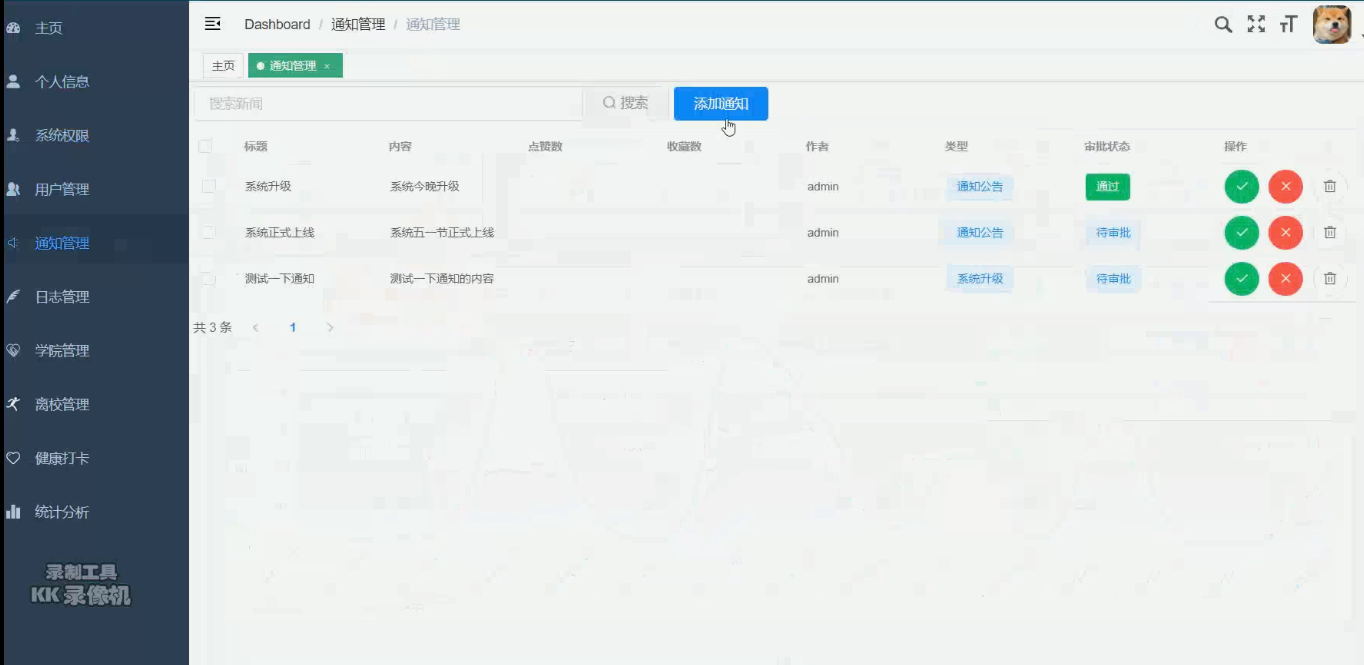 主页
个人信息
系统权限
用户管理
通知管理
日志管理
学院管理
离校管理
健康打卡
统计分析
录制工具
KK 录像机
Dashboard / 通知管理 / 通知管理
主页 通知管理 ×
搜索新闻 搜索 添加通知
标题 内容 点赞数 收藏数 作者 类型 审批状态 操作
系统升级 系统今晚升级 admin 通知公告 通过
系统正式上线 系统五一节正式上线 admin 通知公告 待审批
测试一下通知 测试一下通知的内容 admin 系统升级 待审批
共 3 条 < 1 >